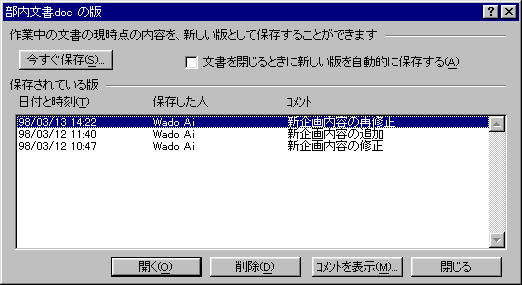 部内文書.doc の版
作業中の文書の現時点の内容を、新しい版として保存することができます
今すぐ保存(S)...
文書を閉じるときに新しい版を自動的に保存する(A)
保存されている版
日付と時刻(T) 保存した人 コメント
98/03/13 14:22 Wado Ai 新企画内容の再修正
98/03/12 11:40 Wado Ai 新企画内容の追加
98/03/12 10:47 Wado Ai 新企画内容の修正
開く(O) 削除(D) コメントを表示(M)... 閉じる